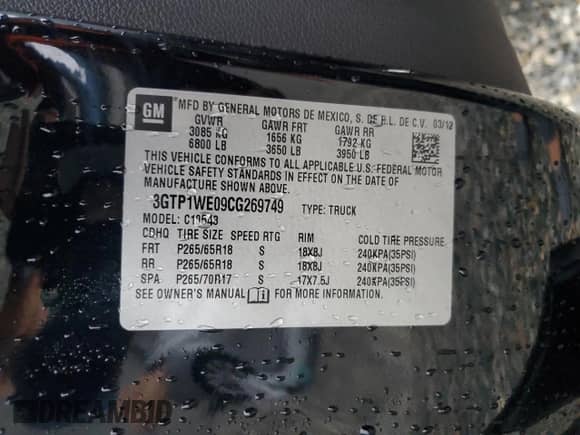 GM MFD BY GENERAL MOTORS DE MEXICO, S. DE R.L. DE C.V. 03/12
GVWR GAWR FRT GAWR RR
3085 KG 1656 KG 1792 KG
6800 LB 3650 LB 3950 LB
THIS VEHICLE CONFORMS TO ALL APPLICABLE U.S. FEDERAL MOTOR
VEHICLE SAFETY STANDARDS IN EFFECT ON THE DATE OF
MANUFACTURE SHOWN ABOVE.
3GTP1WE09CG269749 TYPE: TRUCK
MODEL: C10543
CDHQ TIRE SIZE SPEED RTG RIM COLD TIRE PRESSURE
FRT P265/65R18 S 18X8J 240KPA(35PSI)
RR P265/65R18 S 18X8J 240KPA(35PSI)
SPA P265/70R17 S 17X7.5J 240KPA(35PSI)
SEE OWNER'S MANUAL FOR MORE INFORMATION.
DREAMBID